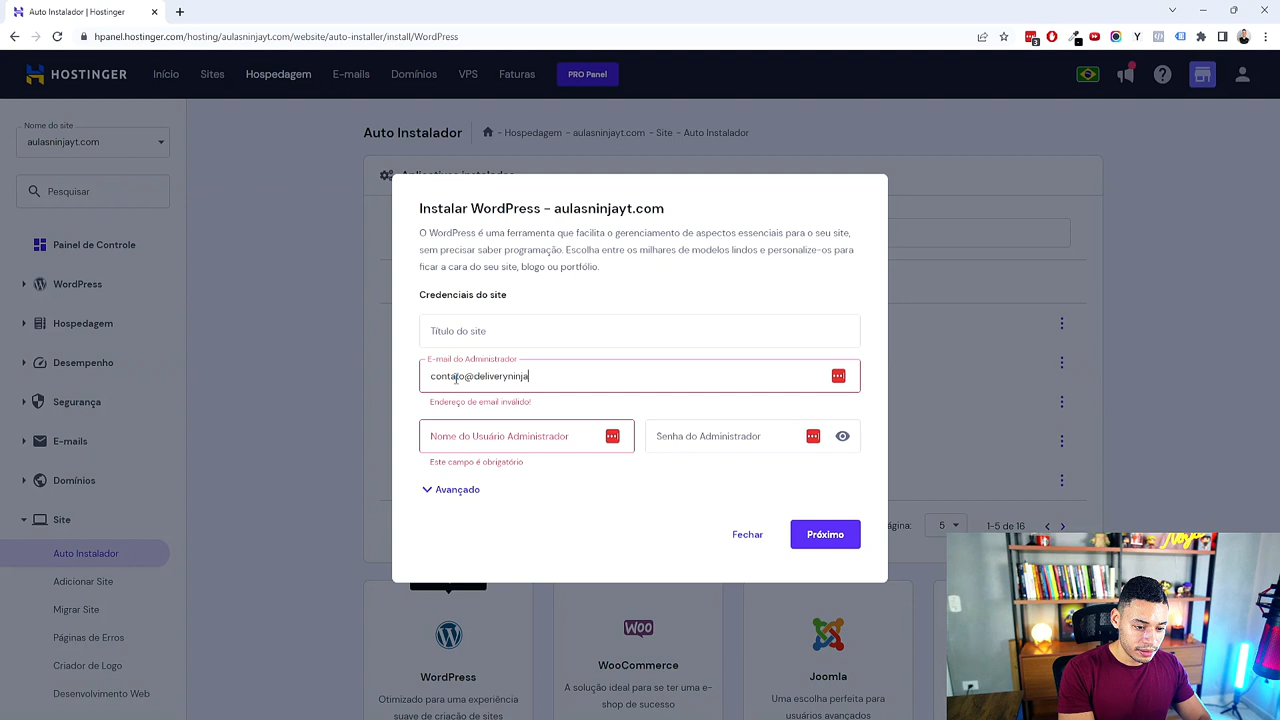 Auto Instalador | Hostinger
hpanel.hostinger.com/hosting/aulasninjayt.com/website/auto-installer/install/WordPress
3
HOSTINGER
Início
Sites
Hospedagem
E-mails
Domínios
VPS
Faturas
PRO Panel
Nome do site
aulasninjayt.com
Pesquisar
Painel de Controle
WordPress
Hospedagem
Desempenho
Segurança
E-mails
Domínios
Site
Auto Instalador
Adicionar Site
Migrar Site
Páginas de Erros
Criador de Logo
Desenvolvimento Web
Auto Instalador
- Hospedagem - aulasninjayt.com - Site - Auto Instalador
Instalar WordPress - aulasninjayt.com
O WordPress é uma ferramenta que facilita o gerenciamento de aspectos essenciais para o seu site,
sem precisar saber programação. Escolha entre os milhares de modelos lindos e personalize-os para
ficar a cara do seu site, blogo ou portfólio.
Credenciais do site
Título do site
E-mail do Administrador
contato@deliveryninja
Endereço de email inválido!
Nome do Usuário Administrador
Senha do Administrador
Este campo é obrigatório
Avançado
Fechar
Próximo
5
1-5 de 16
WordPress
Otimizado para uma experiência
suave de criação de sites
WOO
WooCommerce
A solução ideal para se ter uma e-
shop de sucesso
Joomla
Uma escolha perfeita para
usuários avançados